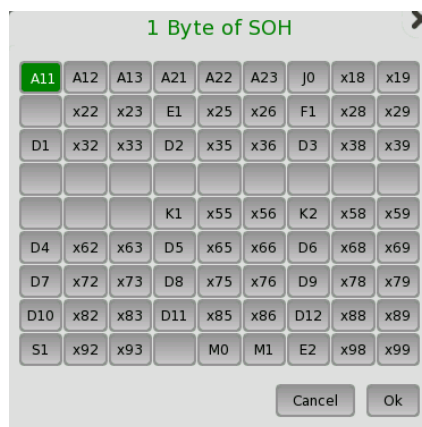 1 Byte of SOH
A11 A12 A13 A21 A22 A23 J0 x18 x19
x22 x23 E1 x25 x26 F1 x28 x29
D1 x32 x33 D2 x35 x36 D3 x38 x39
K1 x55 x56 K2 x58 x59
D4 x62 x63 D5 x65 x66 D6 x68 x69
D7 x72 x73 D8 x75 x76 D9 x78 x79
D10 x82 x83 D11 x85 x86 D12 x88 x89
S1 x92 x93 M0 M1 E2 x98 x99
Cancel Ok